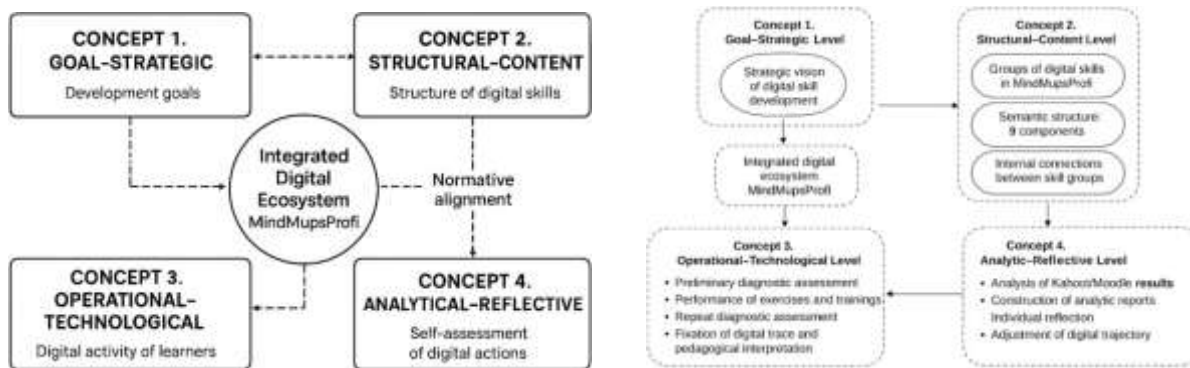 CONCEPT 1.
GOAL–STRATEGIC
Development goals
CONCEPT 2.
STRUCTURAL–CONTENT
Structure of digital skills
Integrated
Digital
Ecosystem
MindMupsProfi
Normative
alignment
CONCEPT 3.
OPERATIONAL–
TECHNOLOGICAL
Digital activity of learners
CONCEPT 4.
ANALYTICAL–REFLECTIVE
Self-assessment
of digital actions
Concept 1.
Goal–Strategic Level
Strategic vision
of digital skill
development
Concept 2.
Structural–Content Level
Groups of digital skills
in MindMupsProfi
Semantic structure:
9 components
Internal connections
between skill groups
Integrated digital
ecosystem
MindMupsProfi
Concept 3.
Operational–Technological Level
• Preliminary diagnostic assessment
• Performance of exercises and trainings
• Repeat diagnostic assessment
• Fixation of digital trace and
pedagogical interpretation
Concept 4.
Analytic–Reflective Level
• Analysis of Kahoot/Moodle results
• Construction of analytic reports
Individual reflection
• Adjustment of digital trajectory